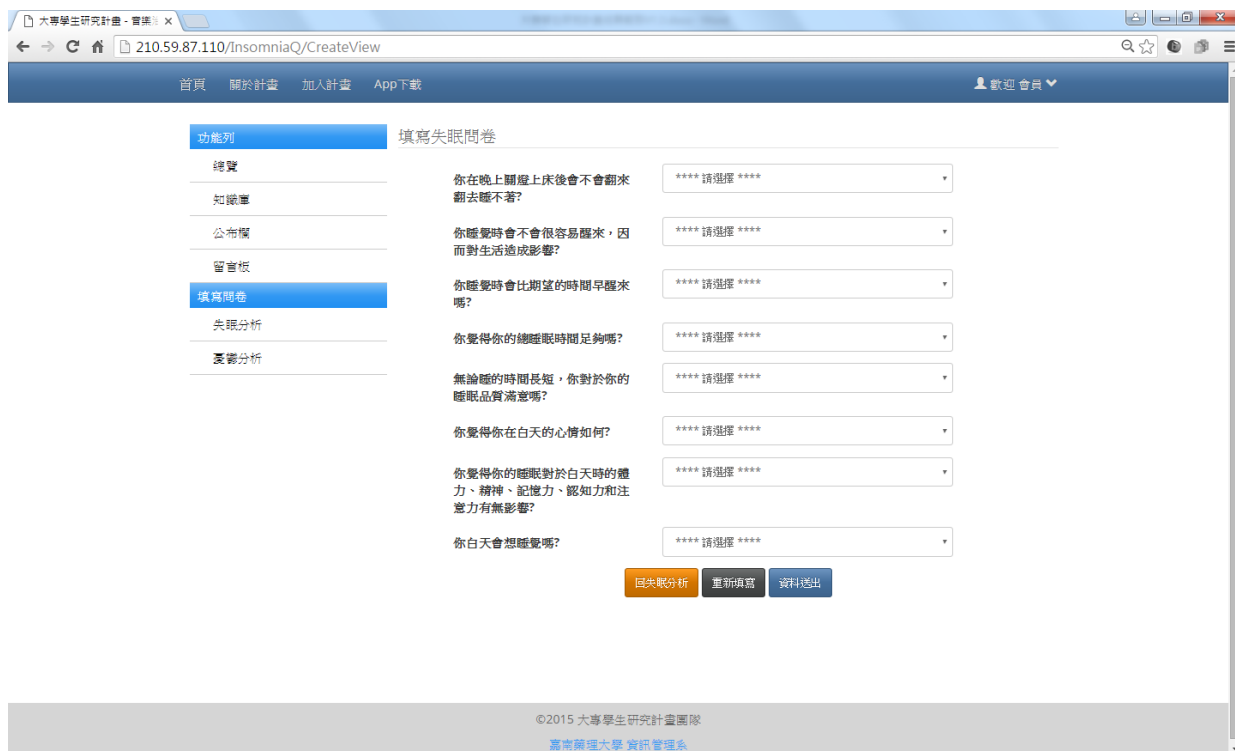 大專學生研究計畫 - 音樂
210.59.87.110/InsomniaQ/CreateView
首頁 關於計畫 加入計畫 App下載 歡迎 會員
功能列
總覽
知識庫
公布欄
留言板
填寫問卷
失眠分析
憂鬱分析
填寫失眠問卷
你在晚上關燈上床後會不會翻來
翻去睡不著?
**** 請選擇 ****
你睡覺時會不會很容易醒來，因
而對生活造成影響?
**** 請選擇 ****
你睡覺時會比期望的時間早醒來
嗎?
**** 請選擇 ****
你覺得你的總睡眠時間足夠嗎?
**** 請選擇 ****
無論睡的時間長短，你對於你的
睡眠品質滿意嗎?
**** 請選擇 ****
你覺得你在白天的心情如何?
**** 請選擇 ****
你覺得你的睡眠對於白天時的體
力、精神、記憶力、認知力和注
意力有無影響?
**** 請選擇 ****
你白天會想睡覺嗎?
**** 請選擇 ****
回失眠分析 重新填寫 資料送出
©2015 大專學生研究計畫團隊
嘉南藥理大學 資訊管理系